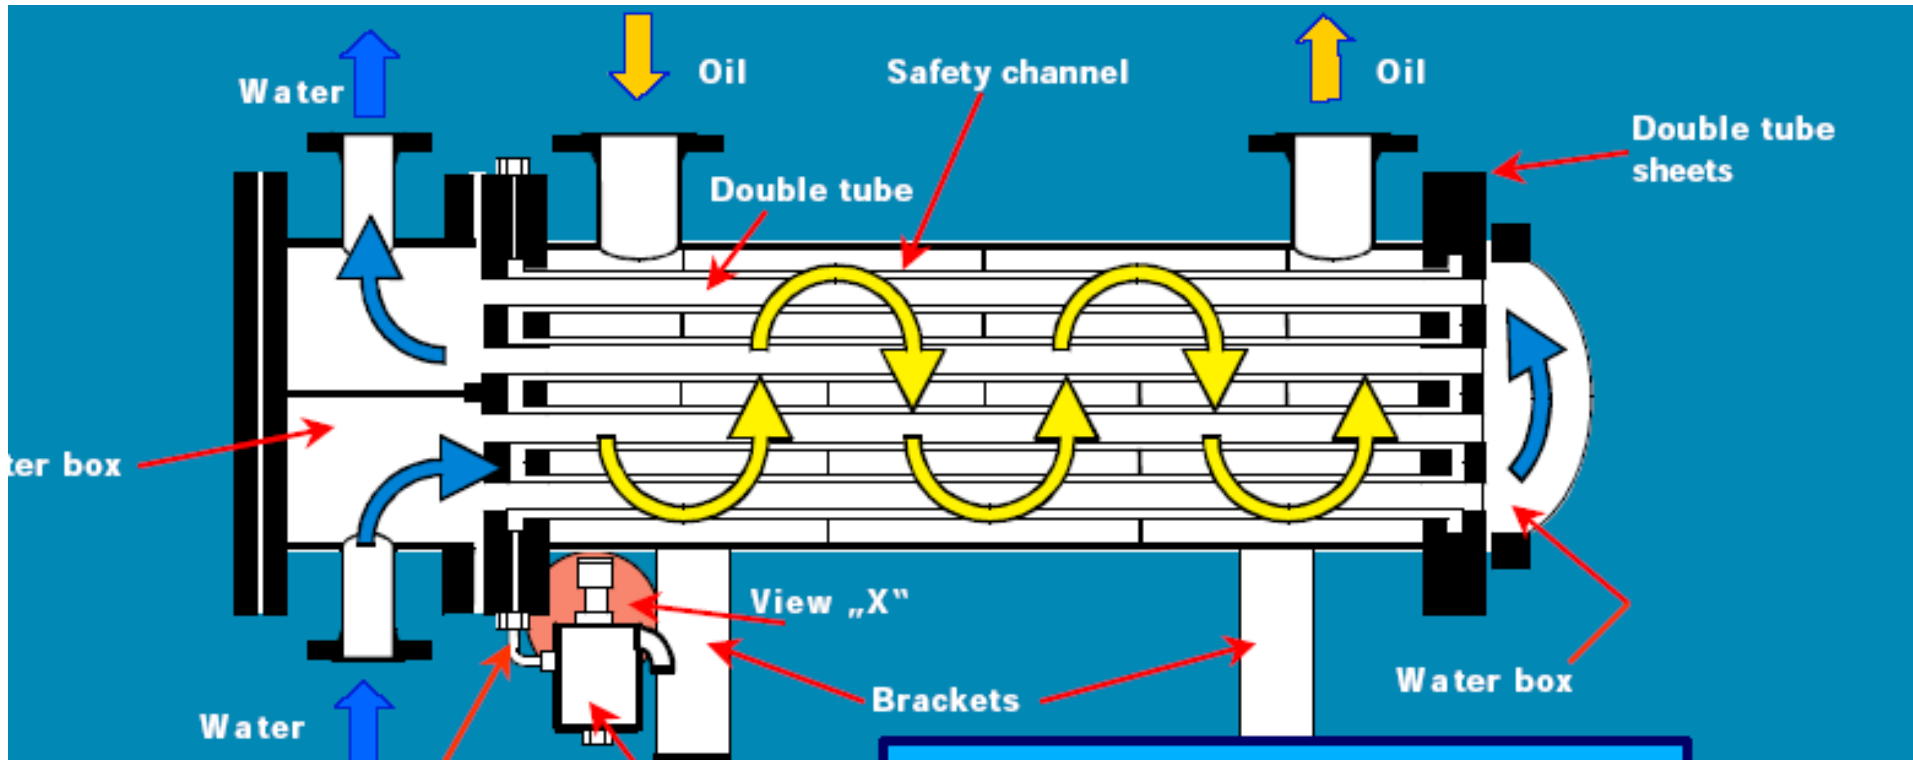 Water
Oil
Safety channel
Oil
Double tube
sheets
Double tube
ter box
View „X‟
Brackets
Water box
Water